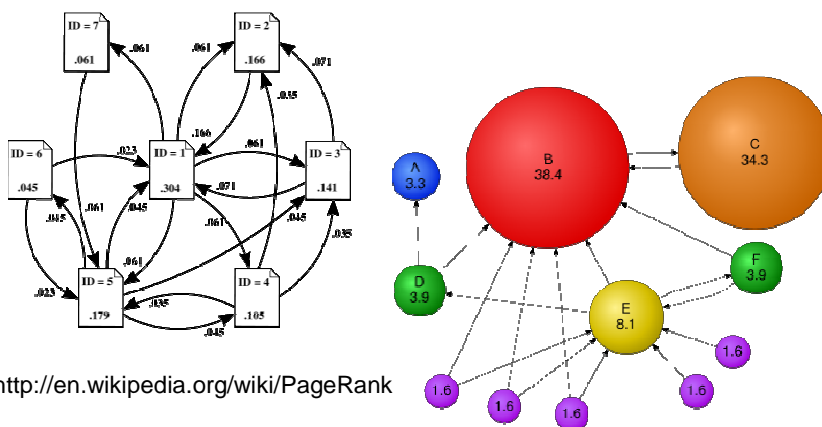 ID = 7
.061
ID = 2
.166
.061
.061
.071
.035
.166
ID = 6
.045
.023
ID = 1
.304
.061
.071
ID = 3
.141
.045
.061
.045
.061
.045
.035
.061
.023
ID = 5
.179
.035
ID = 4
.105
.045
A
3.3
B
38.4
C
34.3
D
3.9
E
8.1
F
3.9
1.6
1.6
1.6
1.6
1.6
http://en.wikipedia.org/wiki/PageRank